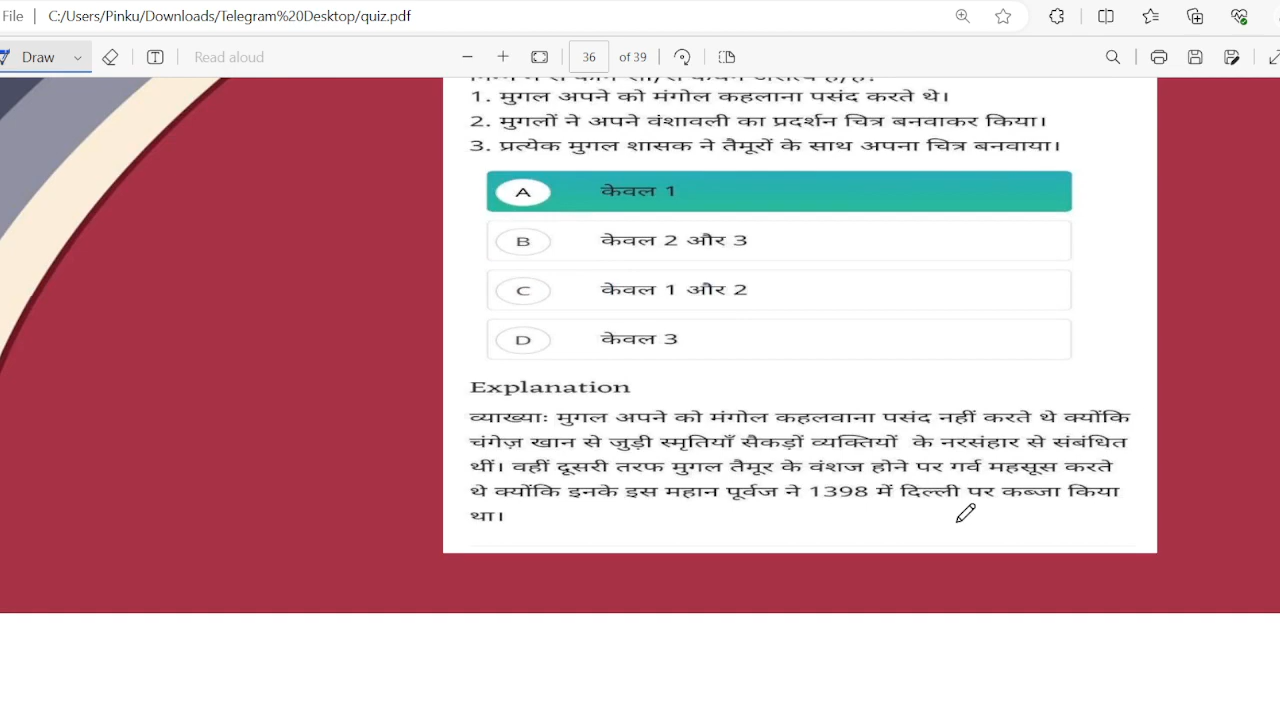 File C:/Users/Pinku/Downloads/Telegram%20Desktop/quiz.pdf
Draw Read aloud 36 of 39
1. मुगल अपने को मंगोल कहलाना पसंद करते थे।
2. मुगलों ने अपने वंशावली का प्रदर्शन चित्र बनवाकर किया।
3. प्रत्येक मुगल शासक ने तैमूरों के साथ अपना चित्र बनवाया।
A केवल 1
B केवल 2 और 3
C केवल 1 और 2
D केवल 3
Explanation
व्याख्याः मुगल अपने को मंगोल कहलवाना पसंद नहीं करते थे क्योंकि
चंगेज़ खान से जुड़ी स्मृतियाँ सैकड़ों व्यक्तियों के नरसंहार से संबंधित
थीं। वहीं दूसरी तरफ मुगल तैमूर के वंशज होने पर गर्व महसूस करते
थे क्योंकि इनके इस महान पूर्वज ने 1398 में दिल्ली पर कब्जा किया
था।